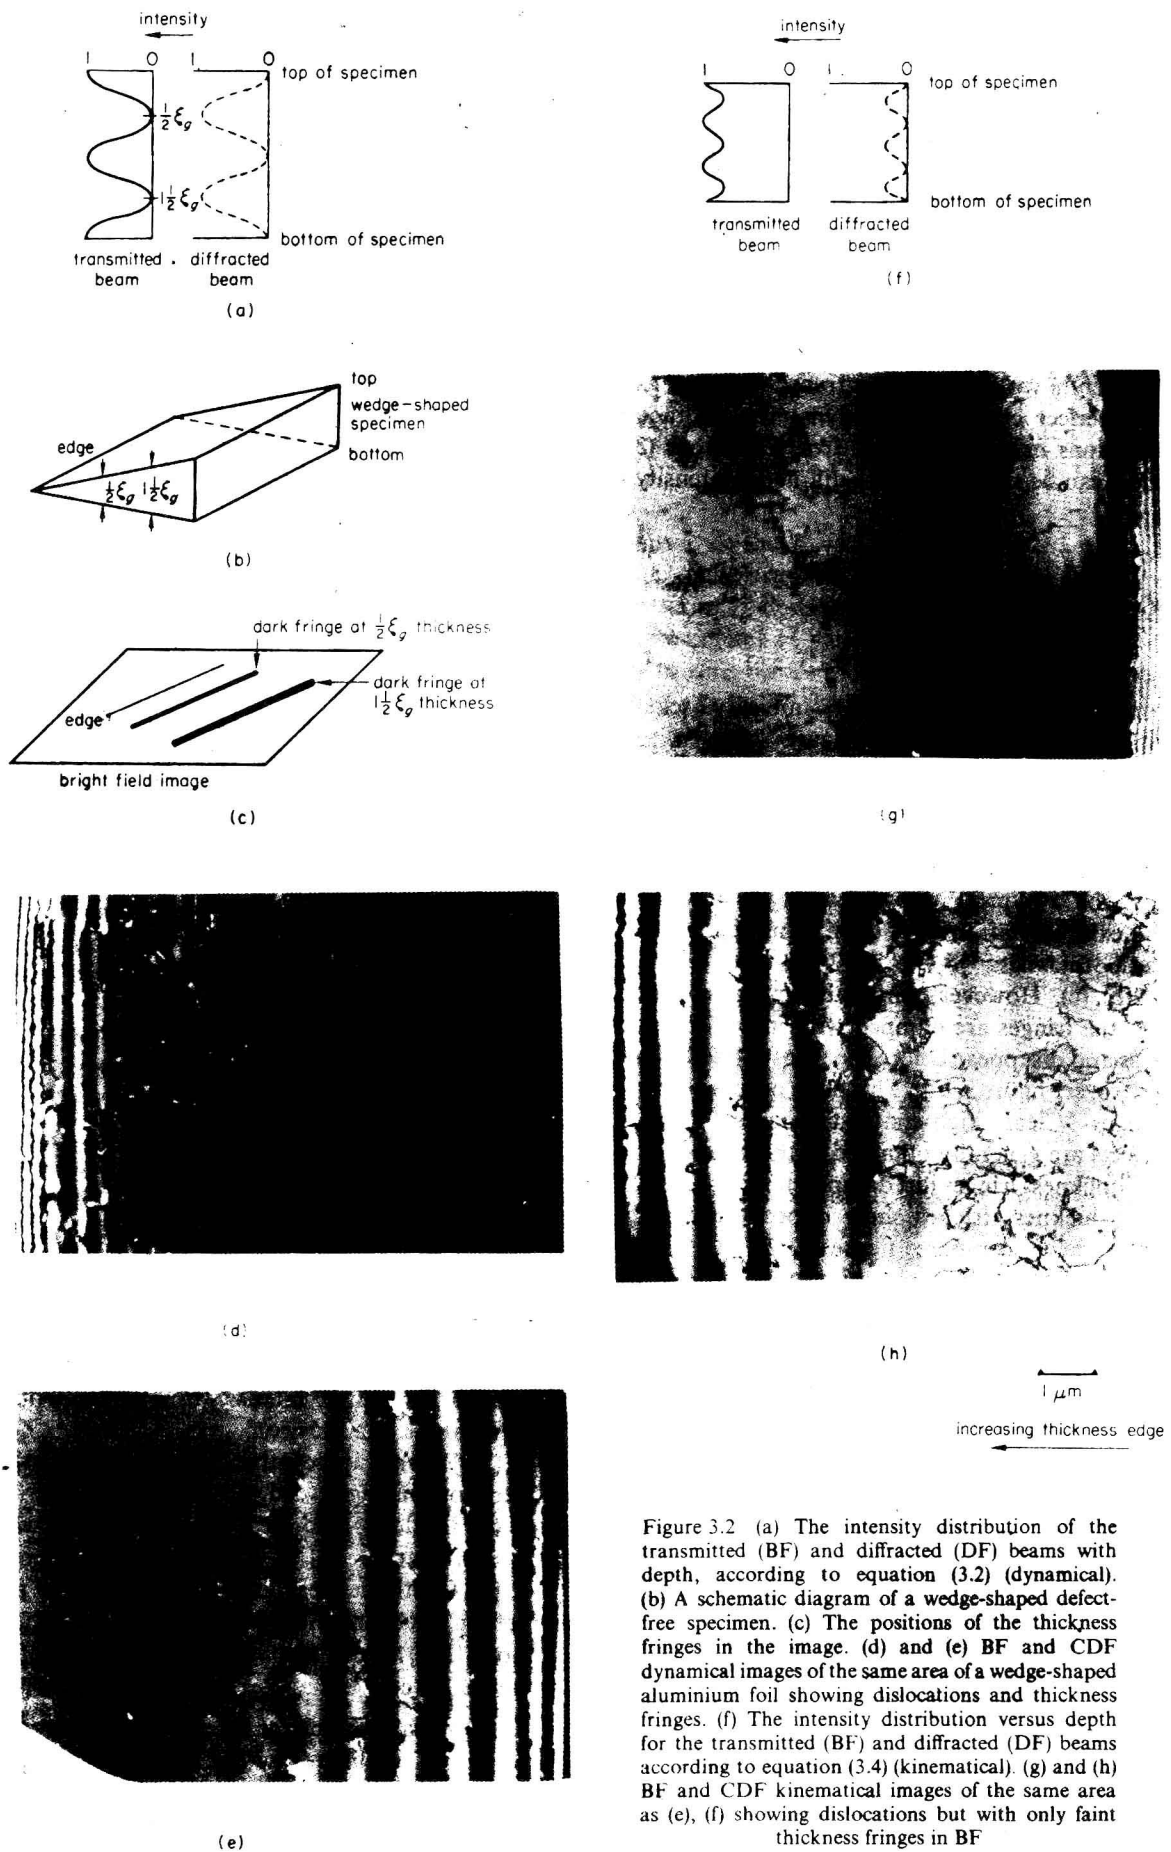 intensity
1 0 1 0
top of specimen
½ξg
1½ξg
bottom of specimen
transmitted beam
diffracted beam
(a)
top
wedge-shaped
specimen
edge
bottom
½ξg 1½ξg
(b)
dark fringe at ½ξg thickness
dark fringe at
1½ξg thickness
edge
bright field image
(c)
(d)
(e)
intensity
1 0 1 0
top of specimen
bottom of specimen
transmitted beam
diffracted beam
(f)
(g)
(h)
1 μm
increasing thickness edge
Figure 3.2 (a) The intensity distribution of the
transmitted (BF) and diffracted (DF) beams with
depth, according to equation (3.2) (dynamical).
(b) A schematic diagram of a wedge-shaped defect-
free specimen. (c) The positions of the thickness
fringes in the image. (d) and (e) BF and CDF
dynamical images of the same area of a wedge-shaped
aluminium foil showing dislocations and thickness
fringes. (f) The intensity distribution versus depth
for the transmitted (BF) and diffracted (DF) beams
according to equation (3.4) (kinematical). (g) and (h)
BF and CDF kinematical images of the same area
as (e), (f) showing dislocations but with only faint
thickness fringes in BF